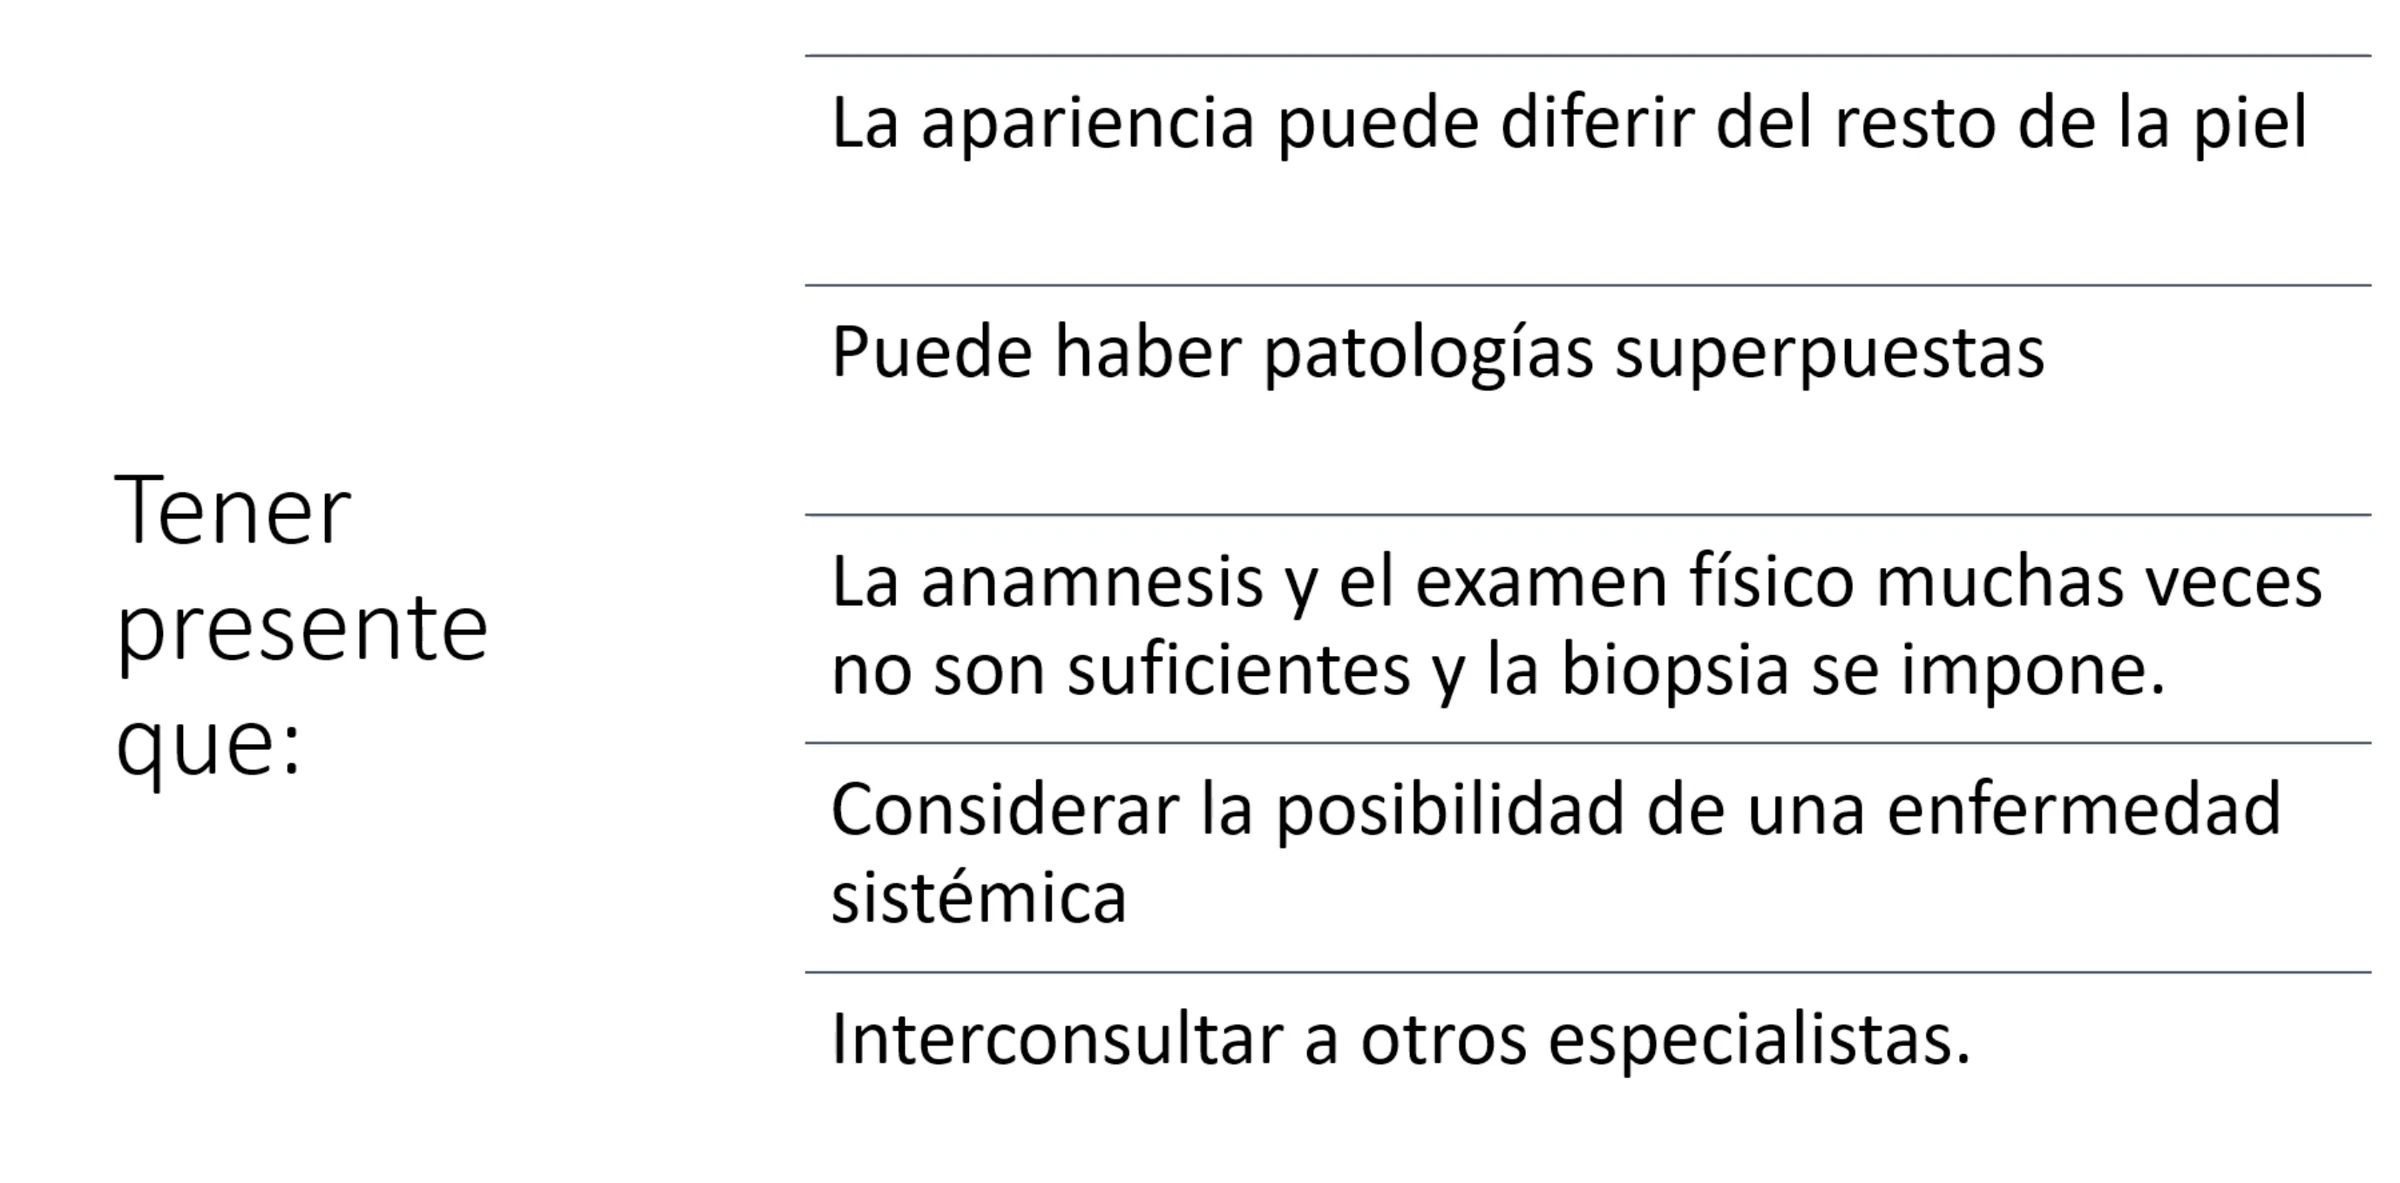 Tener
presente
que:
La apariencia puede diferir del resto de la piel
Puede haber patologías superpuestas
La anamnesis y el examen físico muchas veces
no son suficientes y la biopsia se impone.
Considerar la posibilidad de una enfermedad
sistémica
Interconsultar a otros especialistas.